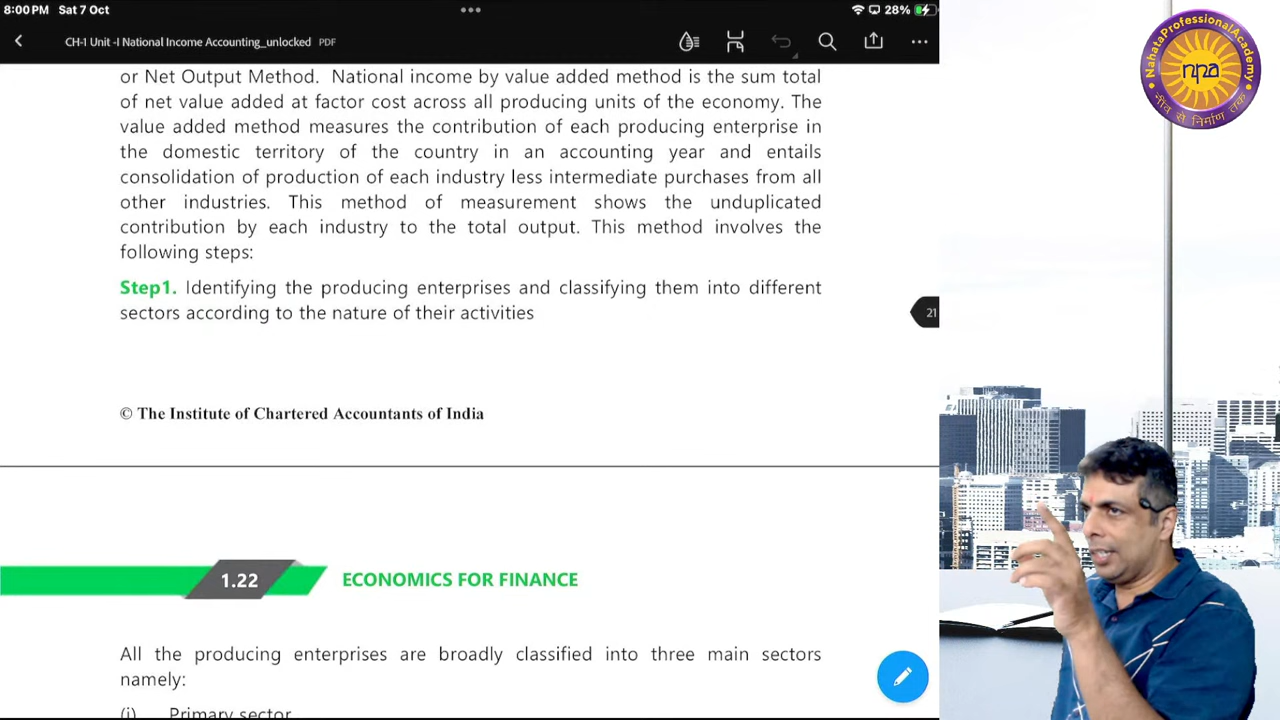 8:00PM Sat 7 Oct
28%
CH-1 Unit -I National Income Accounting_unlocked PDF
or Net Output Method. National income by value added method is the sum total
of net value added at factor cost across all producing units of the economy. The
value added method measures the contribution of each producing enterprise in
the domestic territory of the country in an accounting year and entails
consolidation of production of each industry less intermediate purchases from all
other industries. This method of measurement shows the unduplicated
contribution by each industry to the total output. This method involves the
following steps:
Step1. Identifying the producing enterprises and classifying them into different
sectors according to the nature of their activities
21
© The Institute of Chartered Accountants of India
1.22 ECONOMICS FOR FINANCE
All the producing enterprises are broadly classified into three main sectors
namely:
(i) Primary sector
NahataProfessionalAcademy
npa
नींव से निर्माण तक